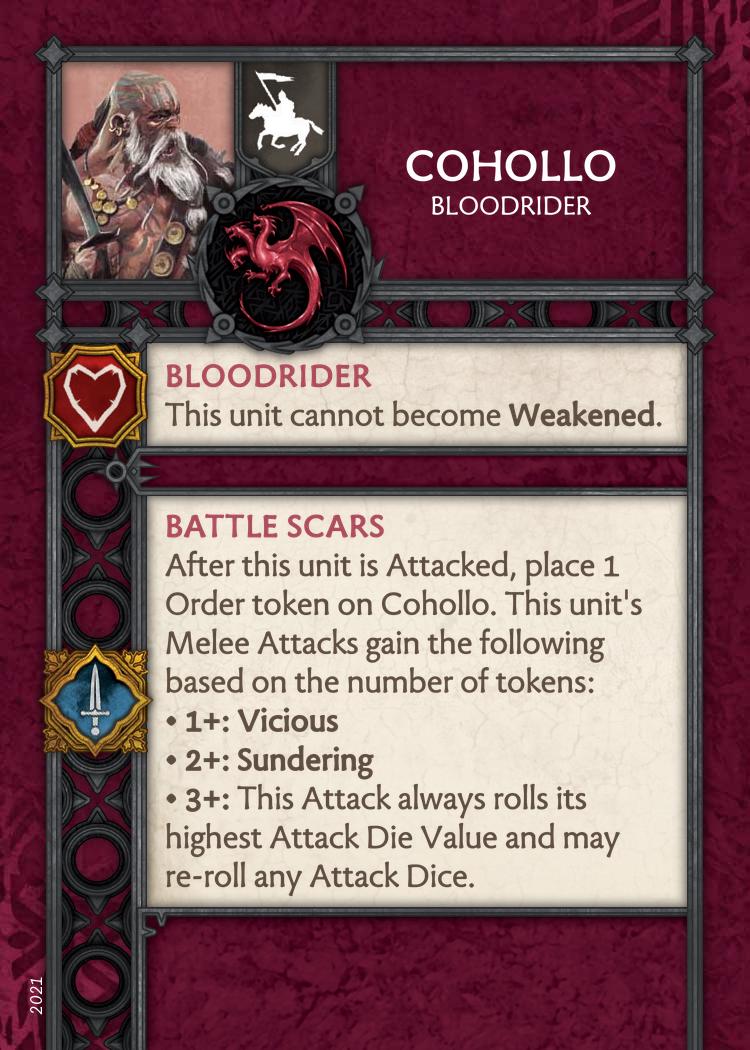 COHOLLO
BLOODRIDER
BLOODRIDER
This unit cannot become Weakened.
BATTLE SCARS
After this unit is Attacked, place 1
Order token on Cohollo. This unit's
Melee Attacks gain the following
based on the number of tokens:
• 1+: Vicious
• 2+: Sundering
• 3+: This Attack always rolls its
highest Attack Die Value and may
re-roll any Attack Dice.
2021